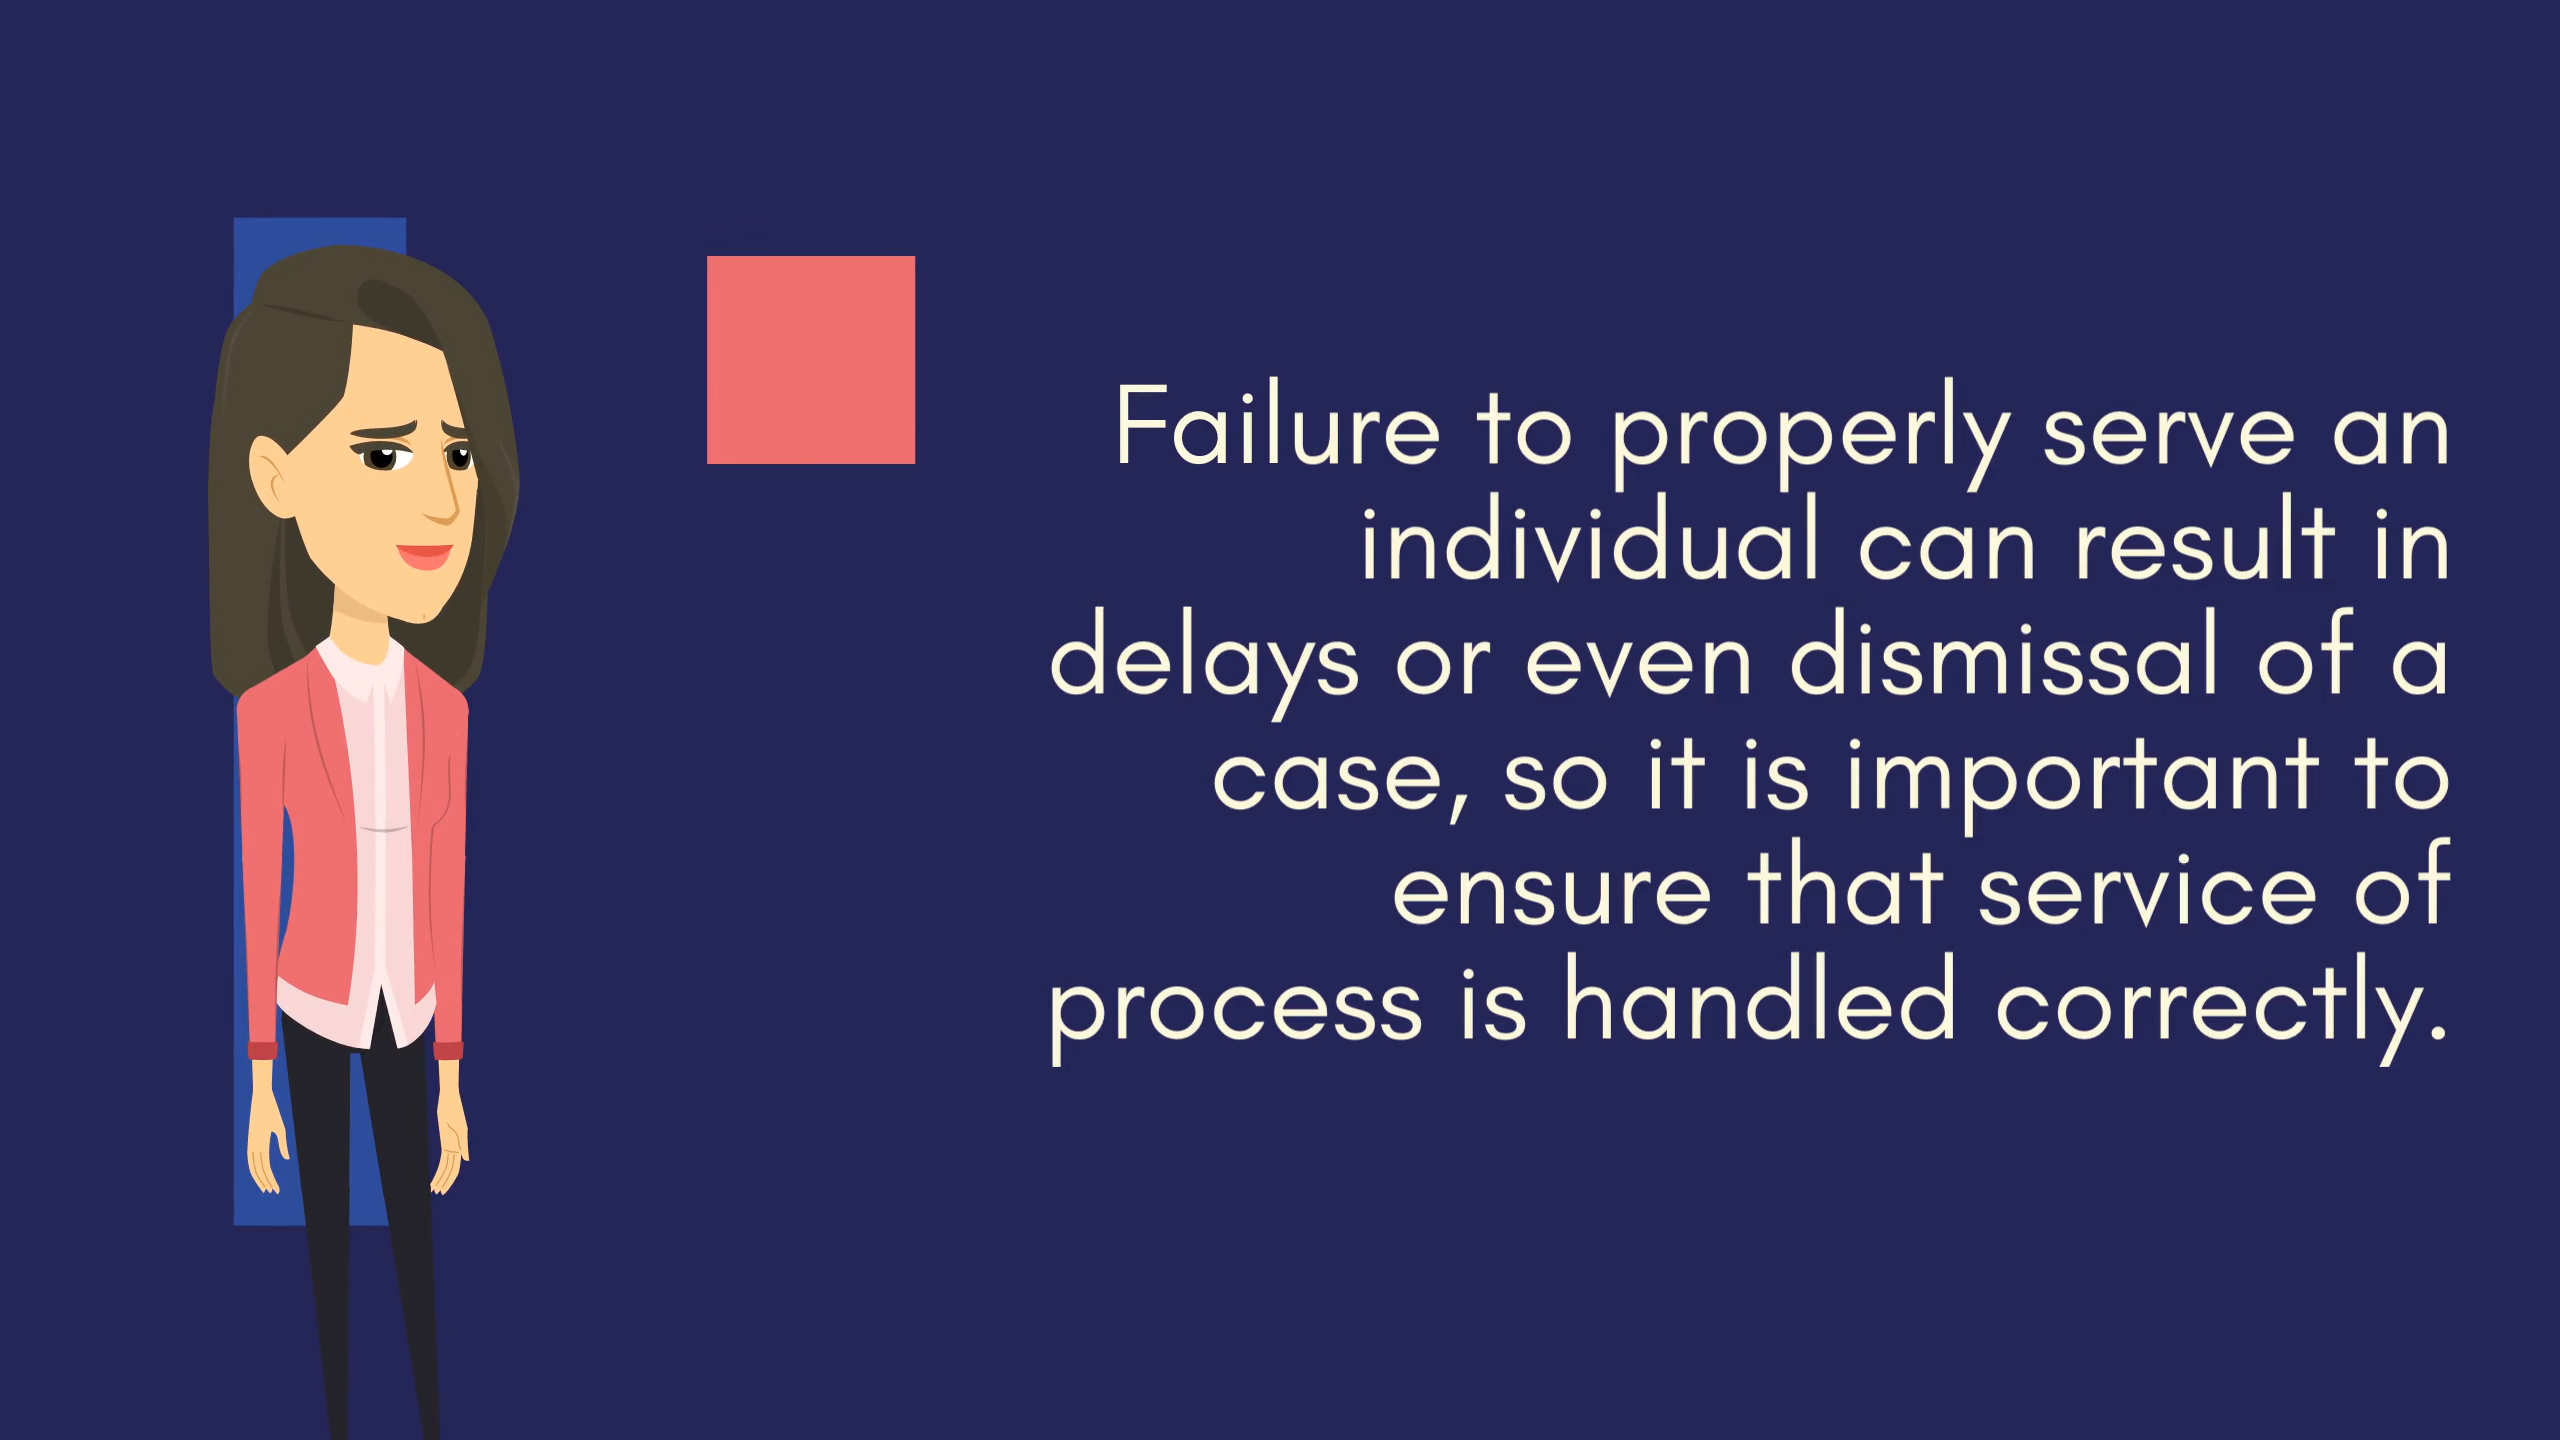 Failure to properly serve an
individual can result in
delays or even dismissal of a
case, so it is important to
ensure that service of
process is handled correctly.